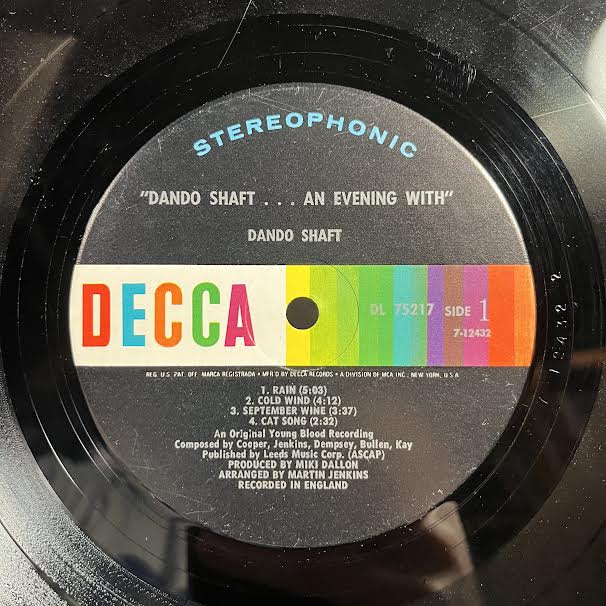 STEREOPHONIC
"DANDO SHAFT . . . AN EVENING WITH"
DANDO SHAFT
DECCA
DL 75217 SIDE 1
7-12432
REG. U.S. PAT. OFF. MARCA REGISTRADA • MFR'D BY DECCA RECORDS • A DIVISION OF MCA INC., NEW YORK, U.S.A
1. RAIN (5:03)
2. COLD WIND (4:12)
3. SEPTEMBER WINE (3:37)
4. CAT SONG (2:32)
An Original Young Blood Recording
Composed by Cooper, Jenkins, Dempsey, Bullen, Kay
Published by Leeds Music Corp. (ASCAP)
PRODUCED BY MIKI DALLON
ARRANGED BY MARTIN JENKINS
RECORDED IN ENGLAND